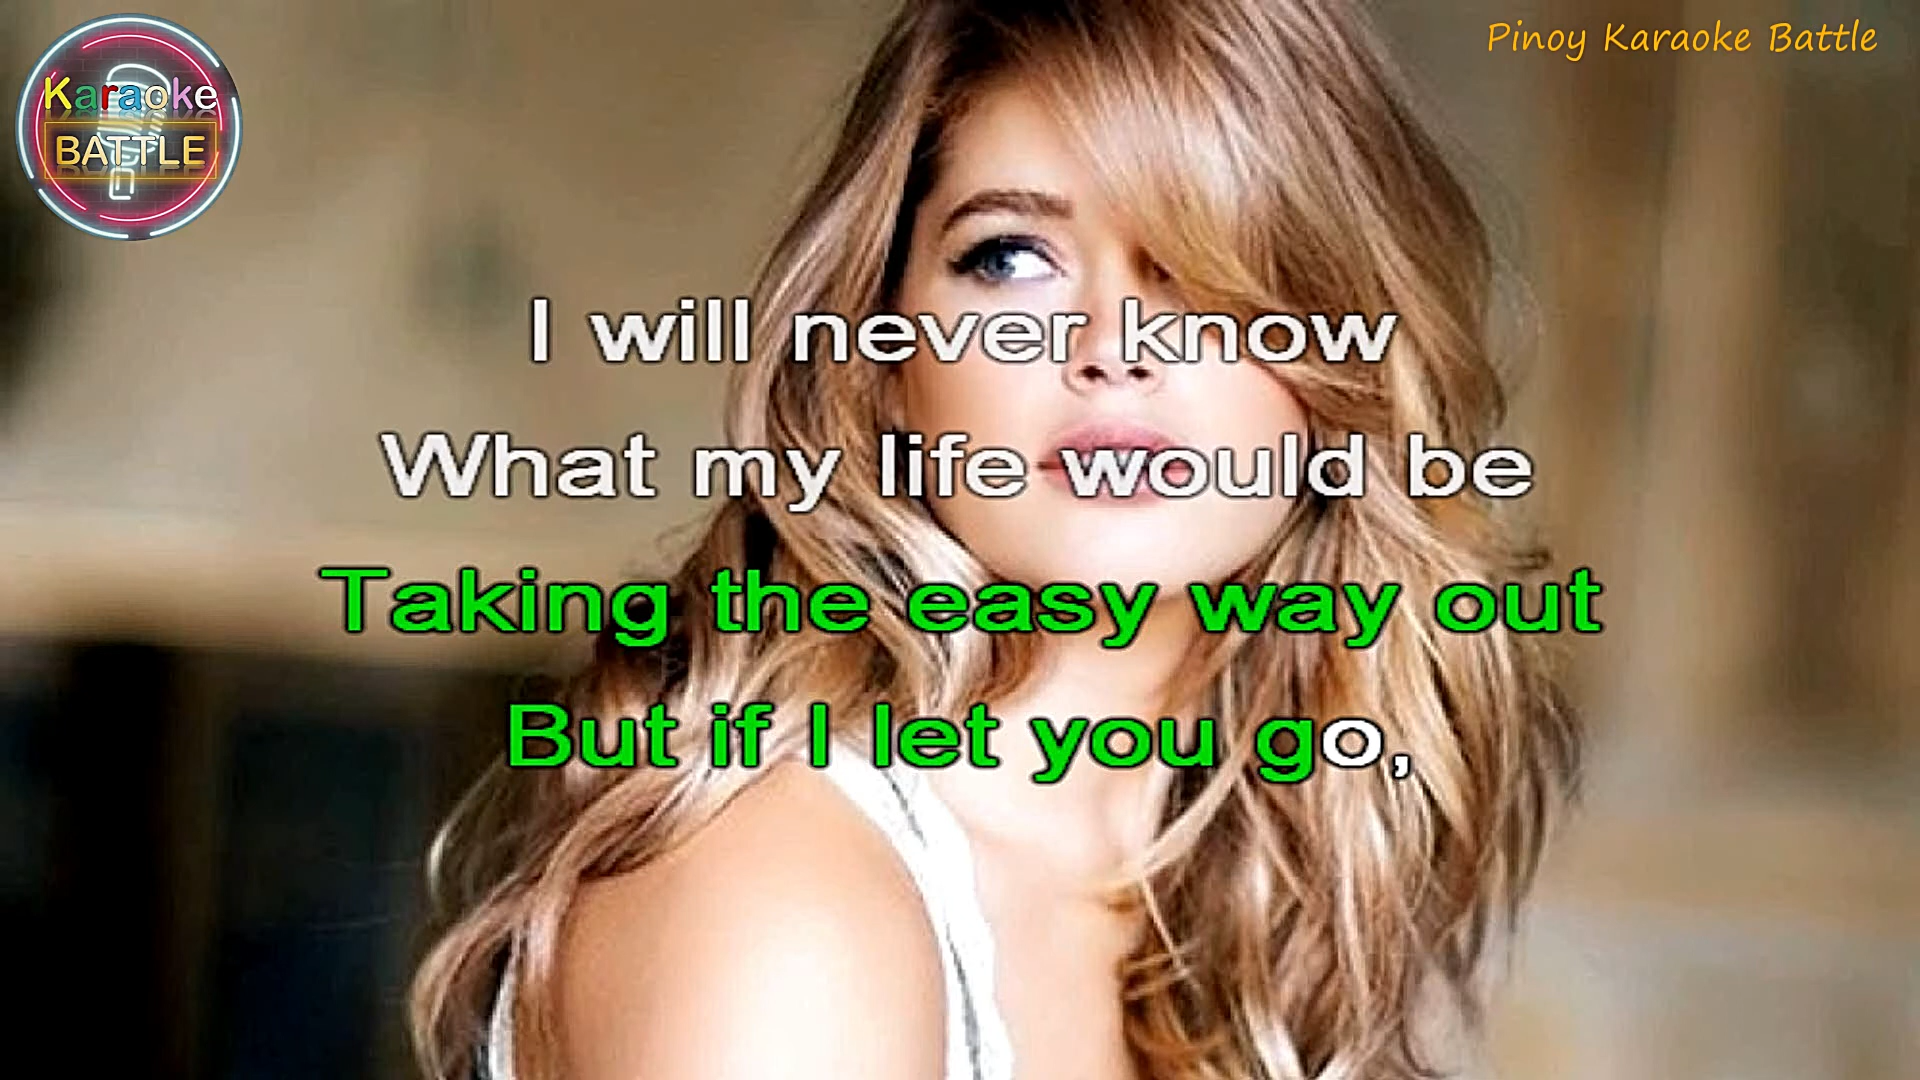 Karaoke
BATTLE
Pinoy Karaoke Battle
I will never know
What my life would be
Taking the easy way out
But if I let you go,